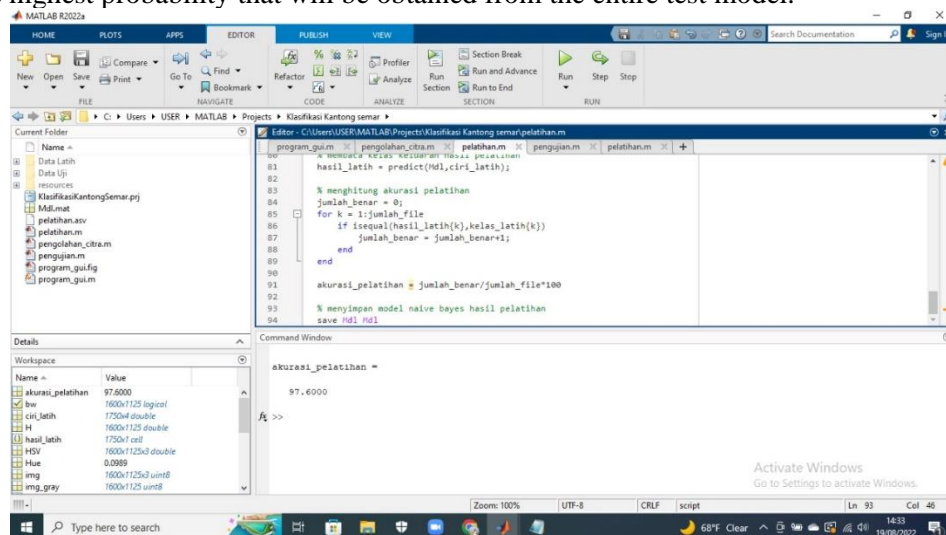 highest probability that will be obtained from the entire test model.
MATLAB R2022a
HOME PLOTS APPS EDITOR PUBLISH VIEW Search Documentation Sign
New Open Save Compare Print Go To Find Bookmark Refactor Profiler Analyze Run Section Section Break Run and Advance Run to End Run Step Stop
FILE NAVIGATE CODE ANALYZE SECTION RUN
C: Users USER MATLAB Projects Klasifikasi Kantong semar
Current Folder
Name
Data Latih
Data Uji
resources
KlasifikasiKantongSemar.prj
Mdl.mat
pelatihan.asv
pelatihan.m
pengolahan_citra.m
pengujian.m
program_gui.fig
program_gui.m
Details
Workspace
Name Value
akurasi_pelatihan 97.6000
bw 1600x1125 logical
ciri_latih 1750x4 double
H 1600x1125 double
hasil_latih 1750x1 cell
HSV 1600x1125x3 double
Hue 0.0989
img 1600x1125x3 uint8
img_gray 1600x1125 uint8
Editor - C:\Users\USER\MATLAB\Projects\Klasifikasi Kantong semar\pelatihan.m
program_gui.m pengolahan_citra.m pelatihan.m pengujian.m pelatihan.m +
80 % membaca kelas keluaran hasil pelatihan
81 hasil_latih = predict(Mdl,ciri_latih);
82
83 % menghitung akurasi pelatihan
84 jumlah_benar = 0;
85 for k = 1:jumlah_file
86 if isequal(hasil_latih{k},kelas_latih{k})
87 jumlah_benar = jumlah_benar+1;
88 end
89 end
90
91 akurasi_pelatihan = jumlah_benar/jumlah_file*100
92
93 % menyimpan model naive bayes hasil pelatihan
94 save Mdl Mdl
Command Window
akurasi_pelatihan =
97.6000
fx >>
Activate Windows
Go to Settings to activate Windows.
Zoom: 100% UTF-8 CRLF script Ln 93 Col 46
Type here to search 68°F Clear 14:33
19/08/2022